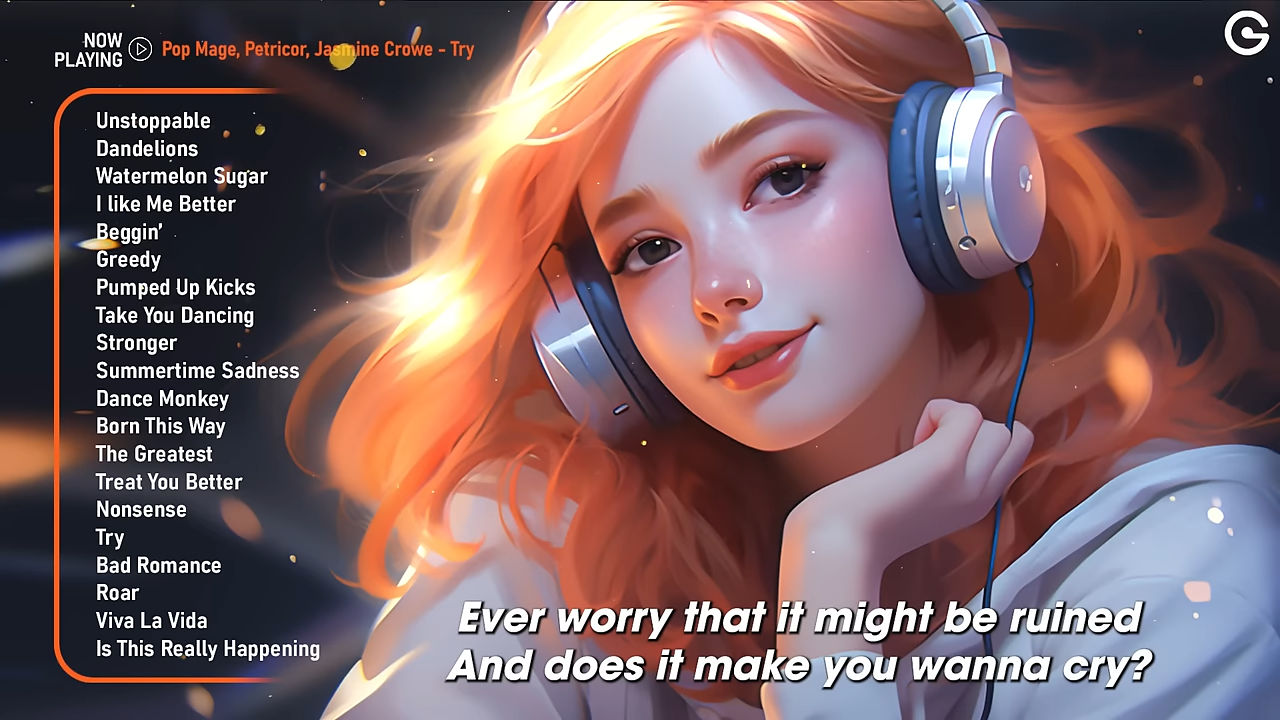 NOW
PLAYING
Pop Mage, Petricor, Jasmine Crowe - Try
Unstoppable
Dandelions
Watermelon Sugar
I like Me Better
Beggin’
Greedy
Pumped Up Kicks
Take You Dancing
Stronger
Summertime Sadness
Dance Monkey
Born This Way
The Greatest
Treat You Better
Nonsense
Try
Bad Romance
Roar
Viva La Vida
Is This Really Happening
Ever worry that it might be ruined
And does it make you wanna cry?